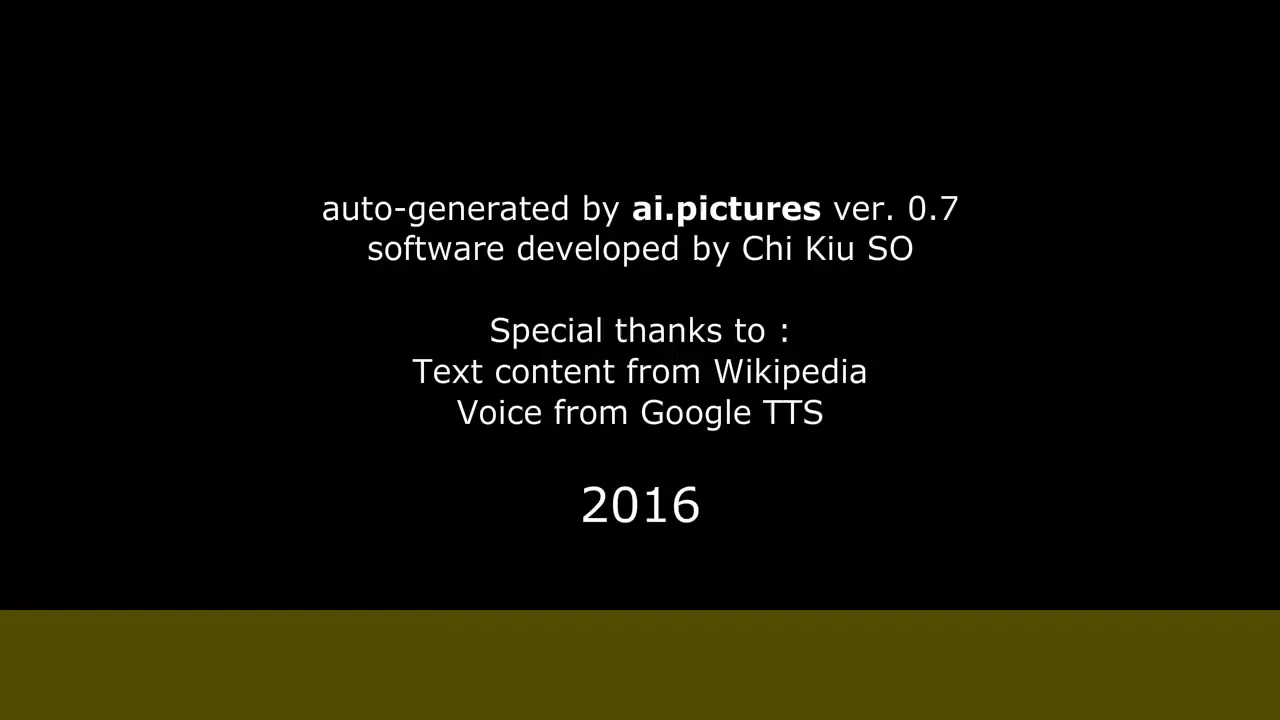 auto-generated by ai.pictures ver. 0.7
software developed by Chi Kiu SO
Special thanks to :
Text content from Wikipedia
Voice from Google TTS
2016